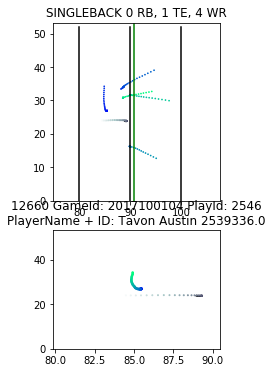 SINGLEBACK 0 RB, 1 TE, 4 WR
50
40
30
20
10
0
80 90 100
12660 GameId: 2017100104 PlayId: 2546
PlayerName + ID: Tavon Austin 2539336.0
40
20
0
80.0 82.5 85.0 87.5 90.0